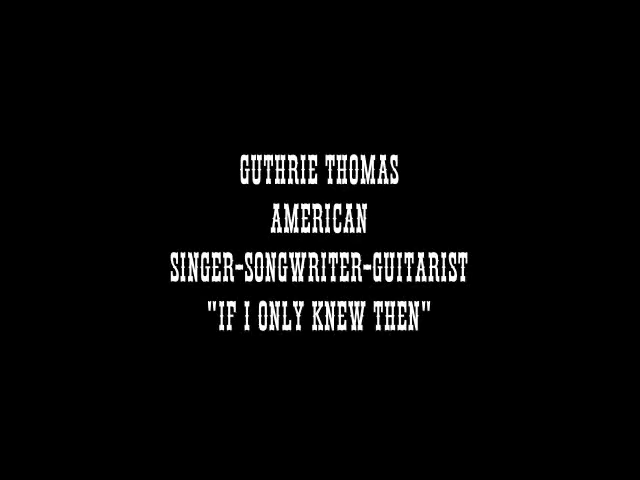 GUTHRIE THOMAS
AMERICAN
SINGER-SONGWRITER-GUITARIST
"IF I ONLY KNEW THEN"